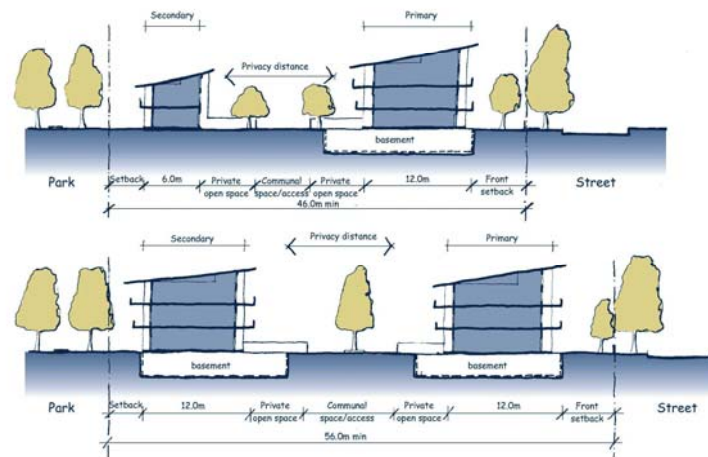 Secondary
Primary
Privacy distance
basement
Park
Setback
6.0m
Private
open space
Communal
space/access
Private
open space
12.0m
Front
setback
Street
46.0m min
Secondary
Privacy distance
Primary
basement
basement
Park
Setback
12.0m
Private
open space
Communal
space/access
Private
open space
12.0m
Front
setback
Street
56.0m min